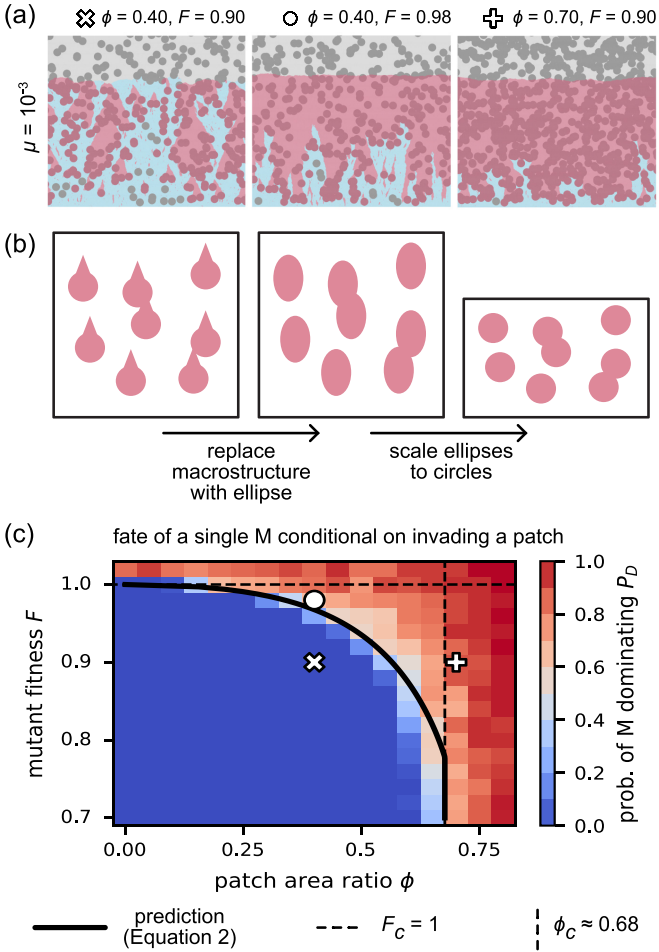 (a)
ϕ = 0.40, F = 0.90
ϕ = 0.40, F = 0.98
ϕ = 0.70, F = 0.90
μ = 10⁻³
(b)
replace
macrostructure
with ellipse
scale ellipses
to circles
(c)
fate of a single M conditional on invading a patch
mutant fitness F
1.0
0.9
0.8
0.7
0.00
0.25
0.5
0.75
patch area ratio ϕ
1.0
0.8
0.6
0.4
0.2
0.0
prob. of M dominating P_D
prediction
(Equation 2)
F_c = 1
ϕ_c ≈ 0.68